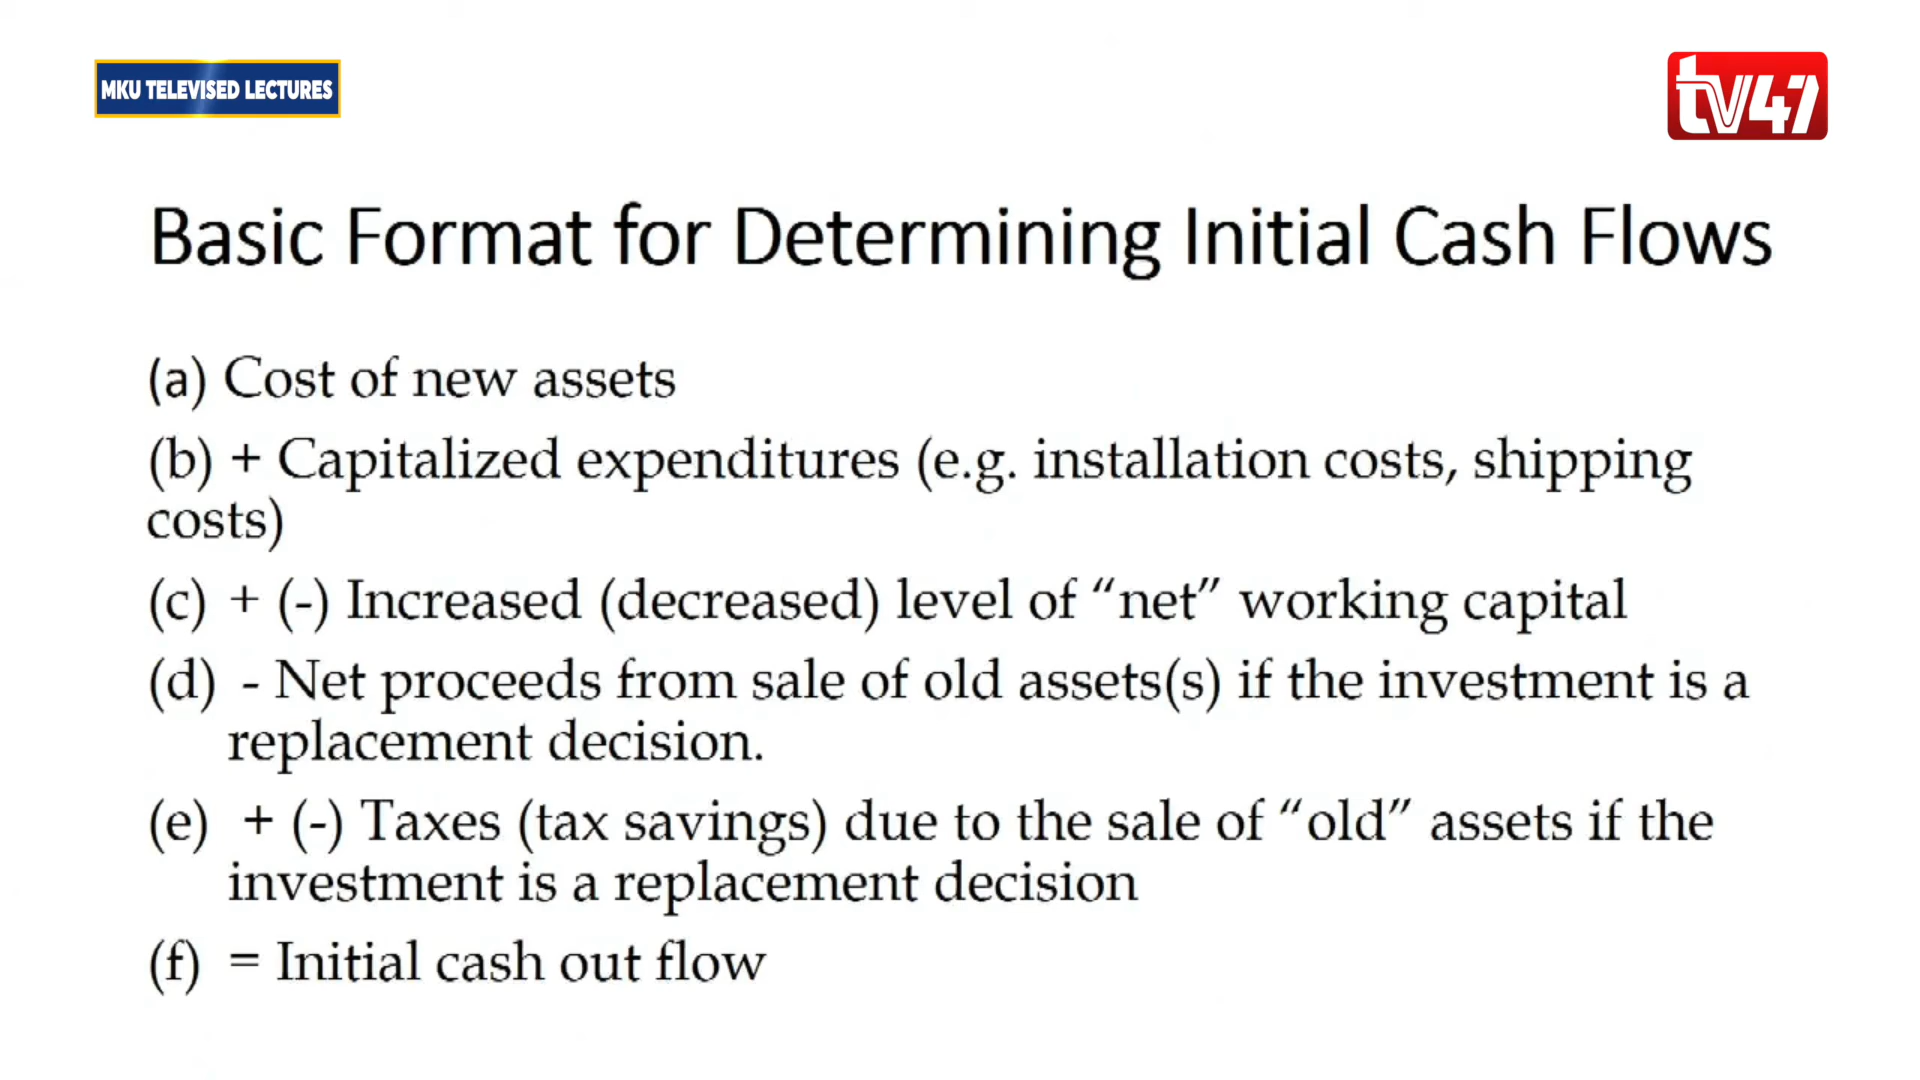 MKU TELEVISED LECTURES
tv47
Basic Format for Determining Initial Cash Flows
(a) Cost of new assets
(b) + Capitalized expenditures (e.g. installation costs, shipping
costs)
(c) + (-) Increased (decreased) level of “net” working capital
(d) - Net proceeds from sale of old assets(s) if the investment is a
replacement decision.
(e) + (-) Taxes (tax savings) due to the sale of “old” assets if the
investment is a replacement decision
(f) = Initial cash out flow